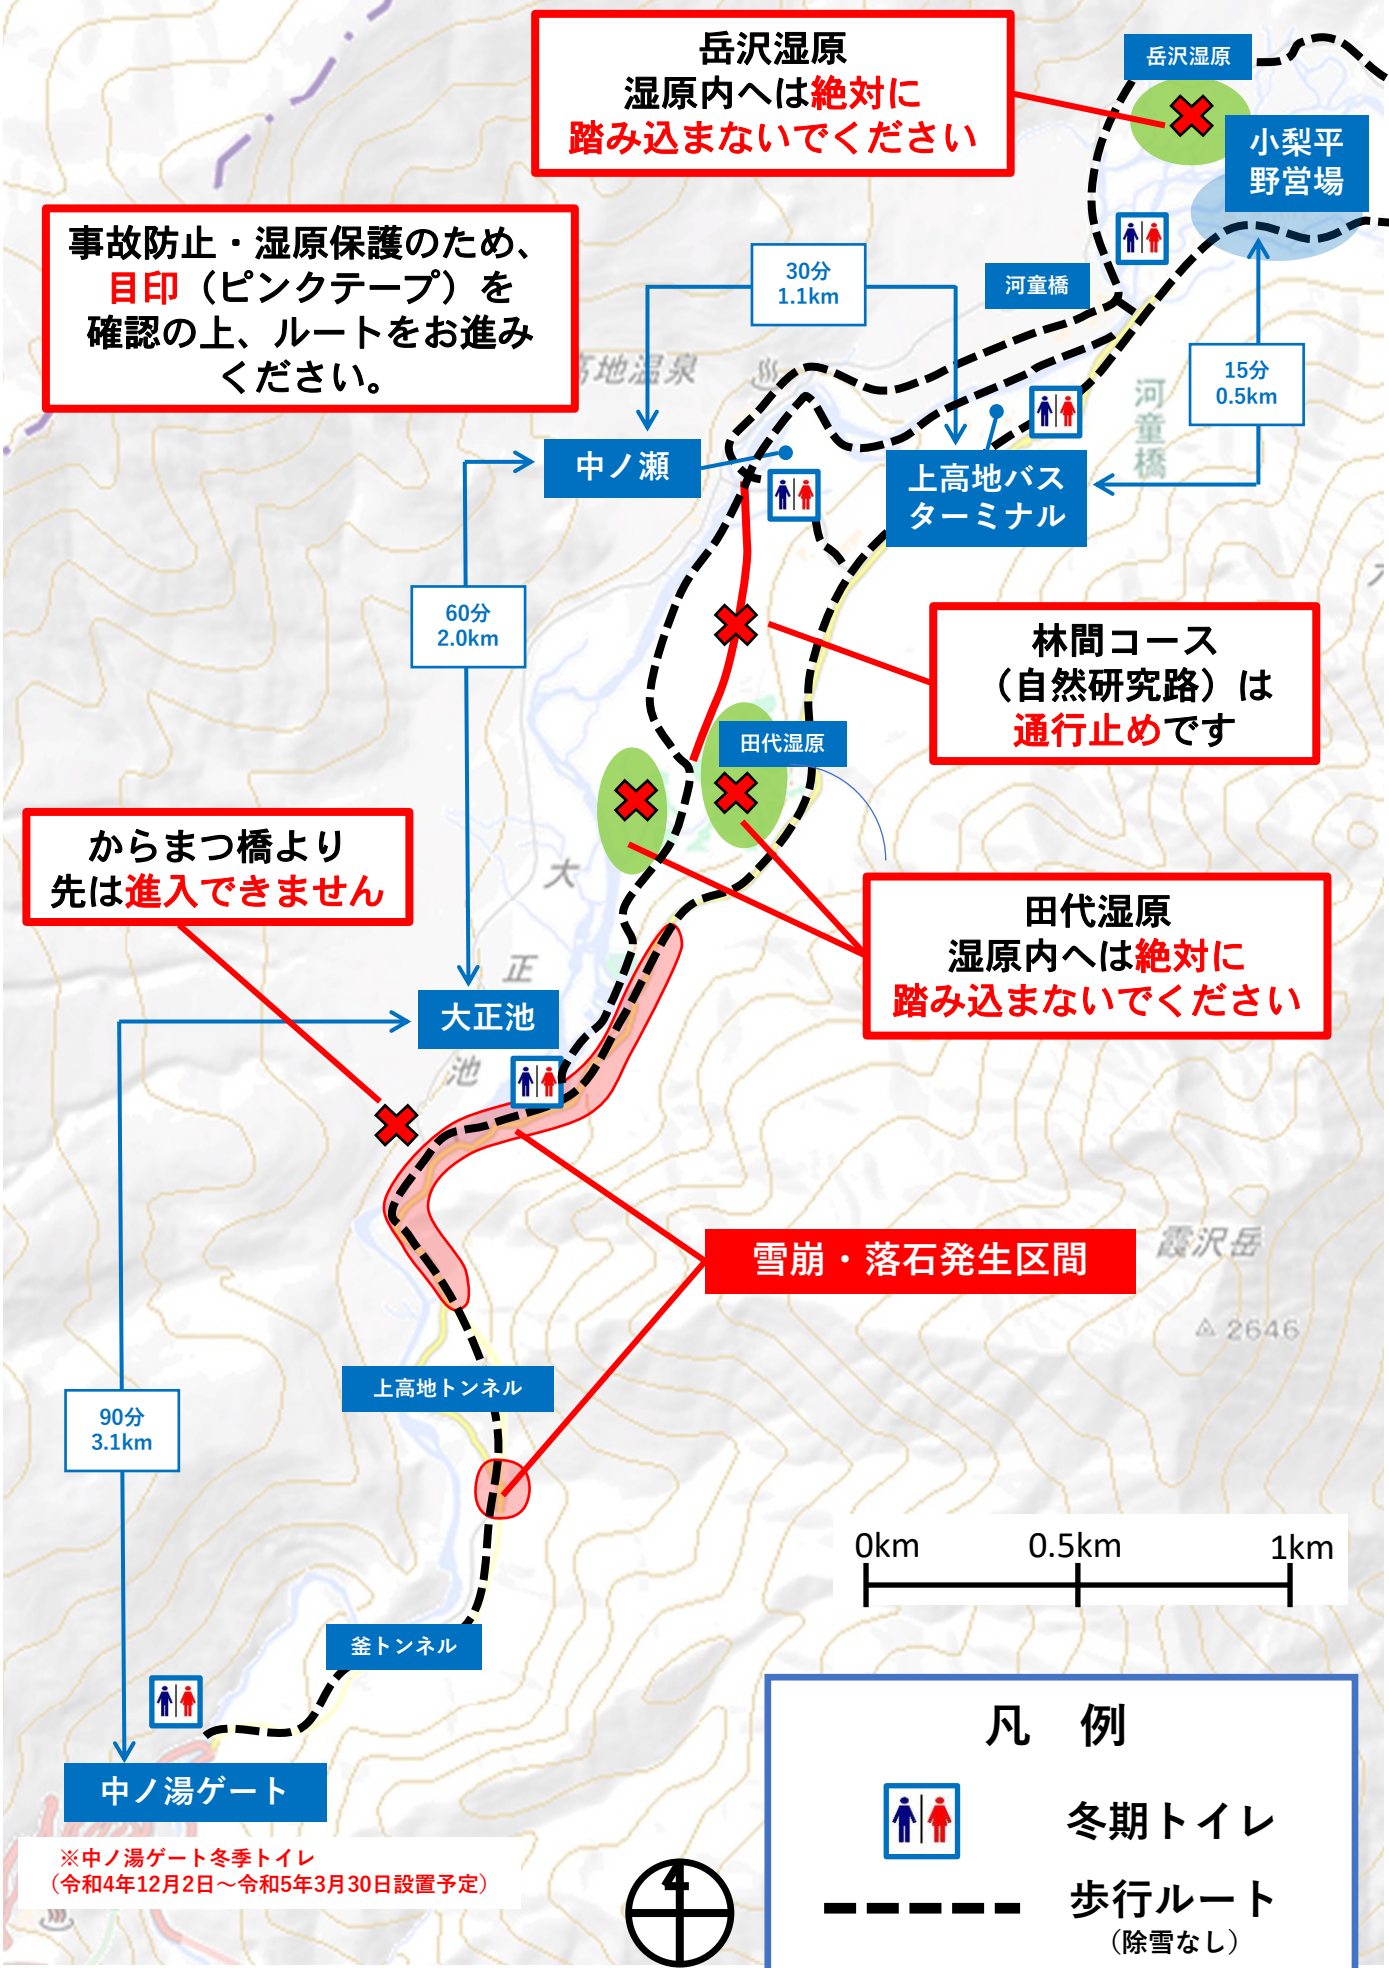 岳沢湿原
湿原内へは絶対に
踏み込まないでください
岳沢湿原
小梨平
野営場
事故防止・湿原保護のため、
目印（ピンクテープ）を
確認の上、ルートをお進み
ください。
30分
1.1km
河童橋
15分
0.5km
高地温泉
河童橋
中ノ瀬
上高地バス
ターミナル
60分
2.0km
林間コース
（自然研究路）は
通行止めです
田代湿原
からまつ橋より
先は進入できません
大
正
池
田代湿原
湿原内へは絶対に
踏み込まないでください
大正池
雪崩・落石発生区間
霞沢岳
2646
上高地トンネル
90分
3.1km
0km 0.5km 1km
釜トンネル
中ノ湯ゲート
※中ノ湯ゲート冬季トイレ
（令和4年12月2日～令和5年3月30日設置予定）
凡 例
冬期トイレ
歩行ルート
（除雪なし）